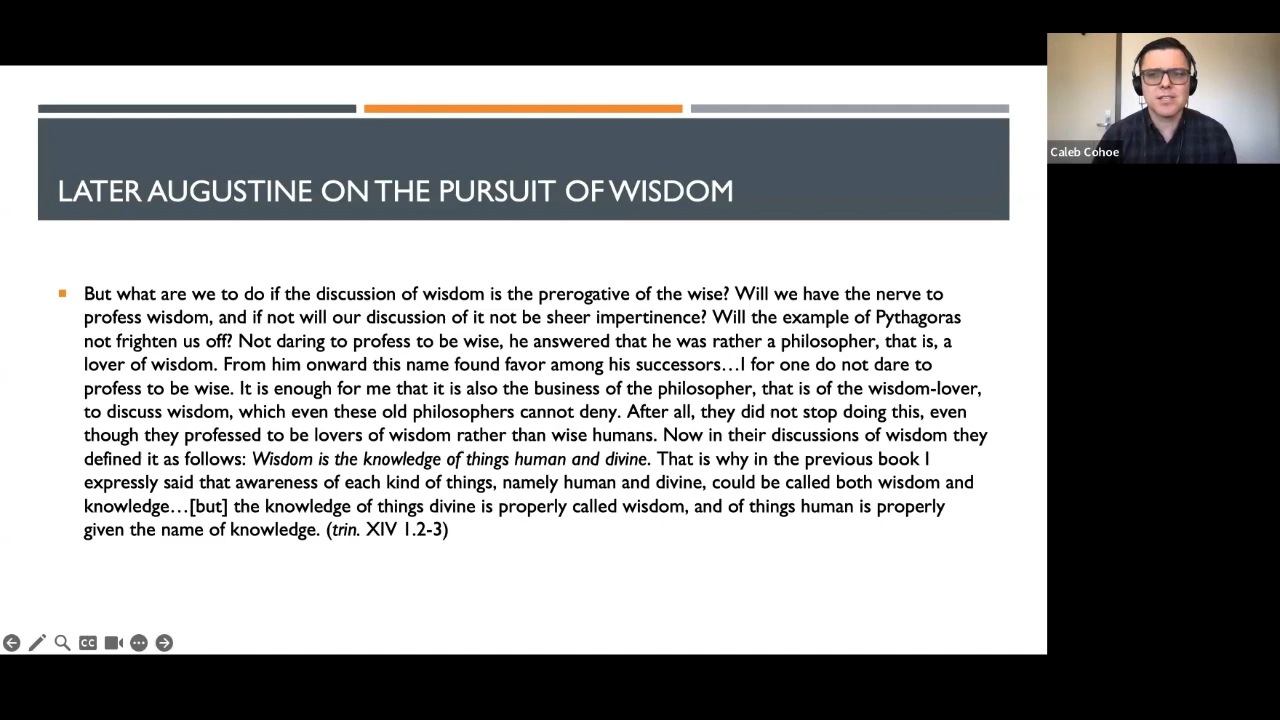 LATER AUGUSTINE ON THE PURSUIT OF WISDOM
But what are we to do if the discussion of wisdom is the prerogative of the wise? Will we have the nerve to
profess wisdom, and if not will our discussion of it not be sheer impertinence? Will the example of Pythagoras
not frighten us off? Not daring to profess to be wise, he answered that he was rather a philosopher, that is, a
lover of wisdom. From him onward this name found favor among his successors…I for one do not dare to
profess to be wise. It is enough for me that it is also the business of the philosopher, that is of the wisdom-lover,
to discuss wisdom, which even these old philosophers cannot deny. After all, they did not stop doing this, even
though they professed to be lovers of wisdom rather than wise humans. Now in their discussions of wisdom they
defined it as follows: Wisdom is the knowledge of things human and divine. That is why in the previous book I
expressly said that awareness of each kind of things, namely human and divine, could be called both wisdom and
knowledge…[but] the knowledge of things divine is properly called wisdom, and of things human is properly
given the name of knowledge. (trin. XIV 1.2-3)
Caleb Cohoe
CC